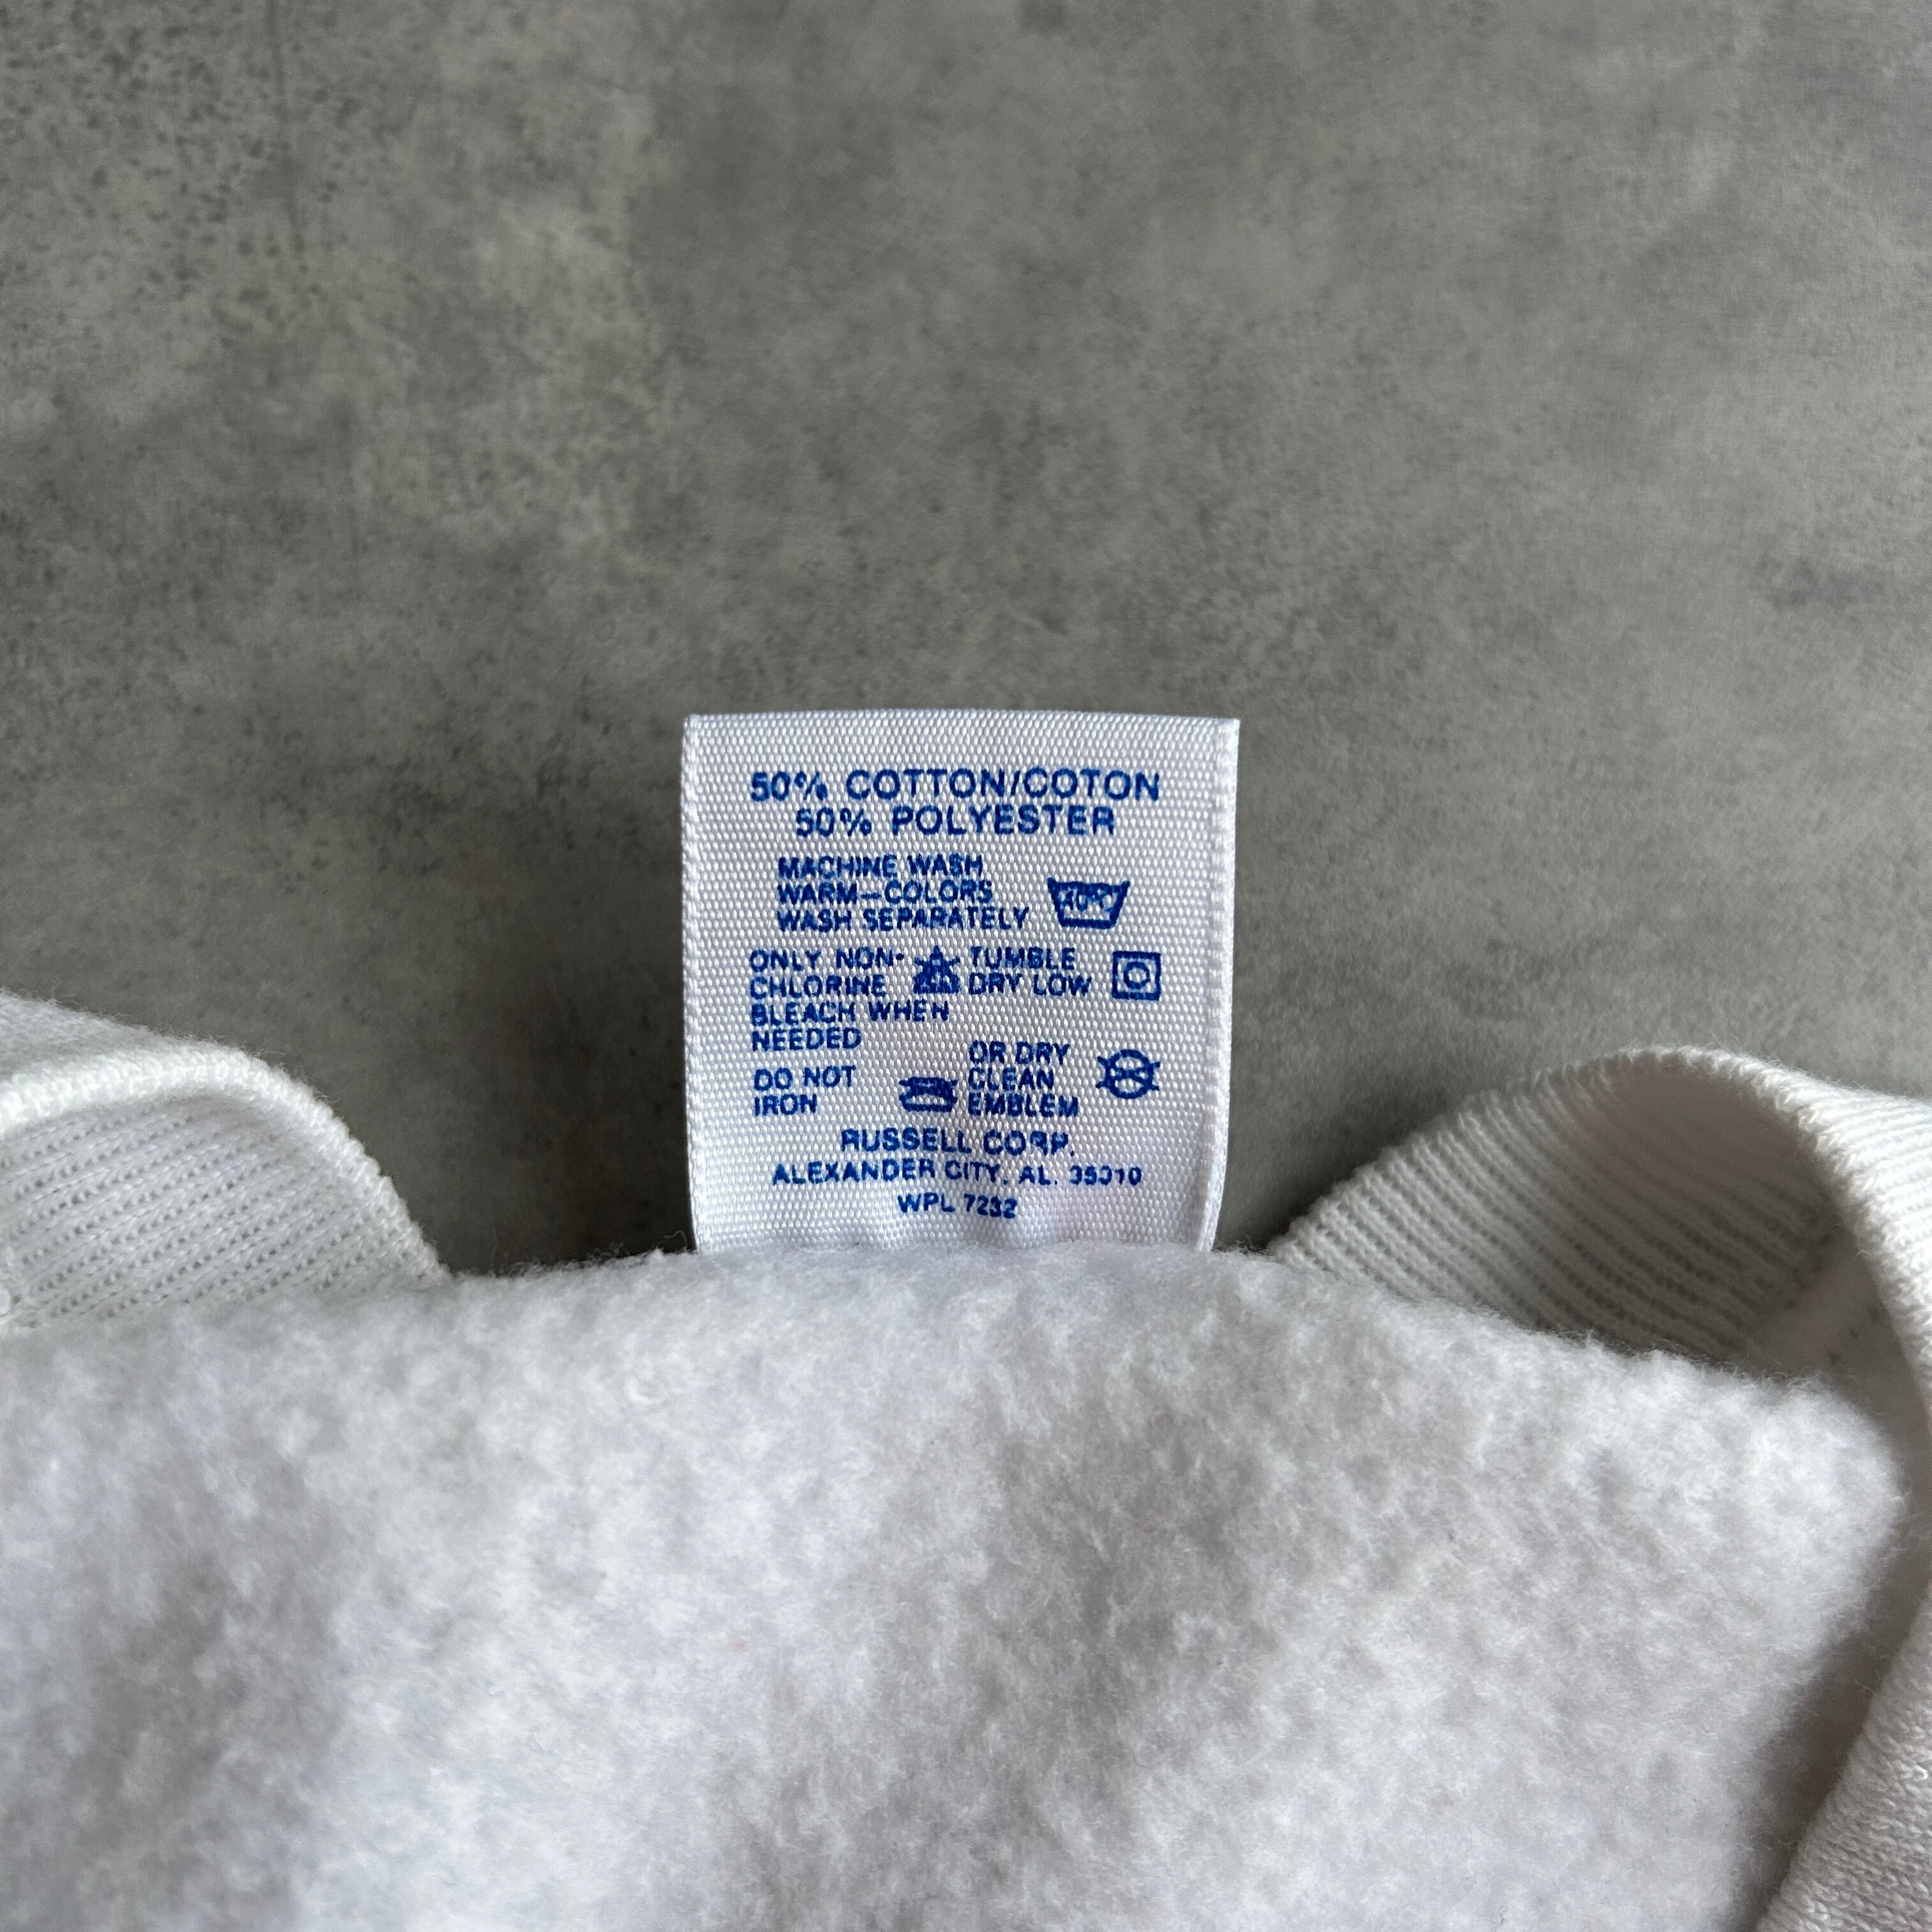 50% COTTON/COTON
50% POLYESTER
MACHINE WASH
WARM-COLORS
WASH SEPARATELY
40°C
ONLY NON-
CHLORINE
BLEACH WHEN
NEEDED
TUMBLE
DRY LOW
DO NOT
IRON
OR DRY
CLEAN
EMBLEM
RUSSELL CORP.
ALEXANDER CITY, AL. 35010
WPL 7232